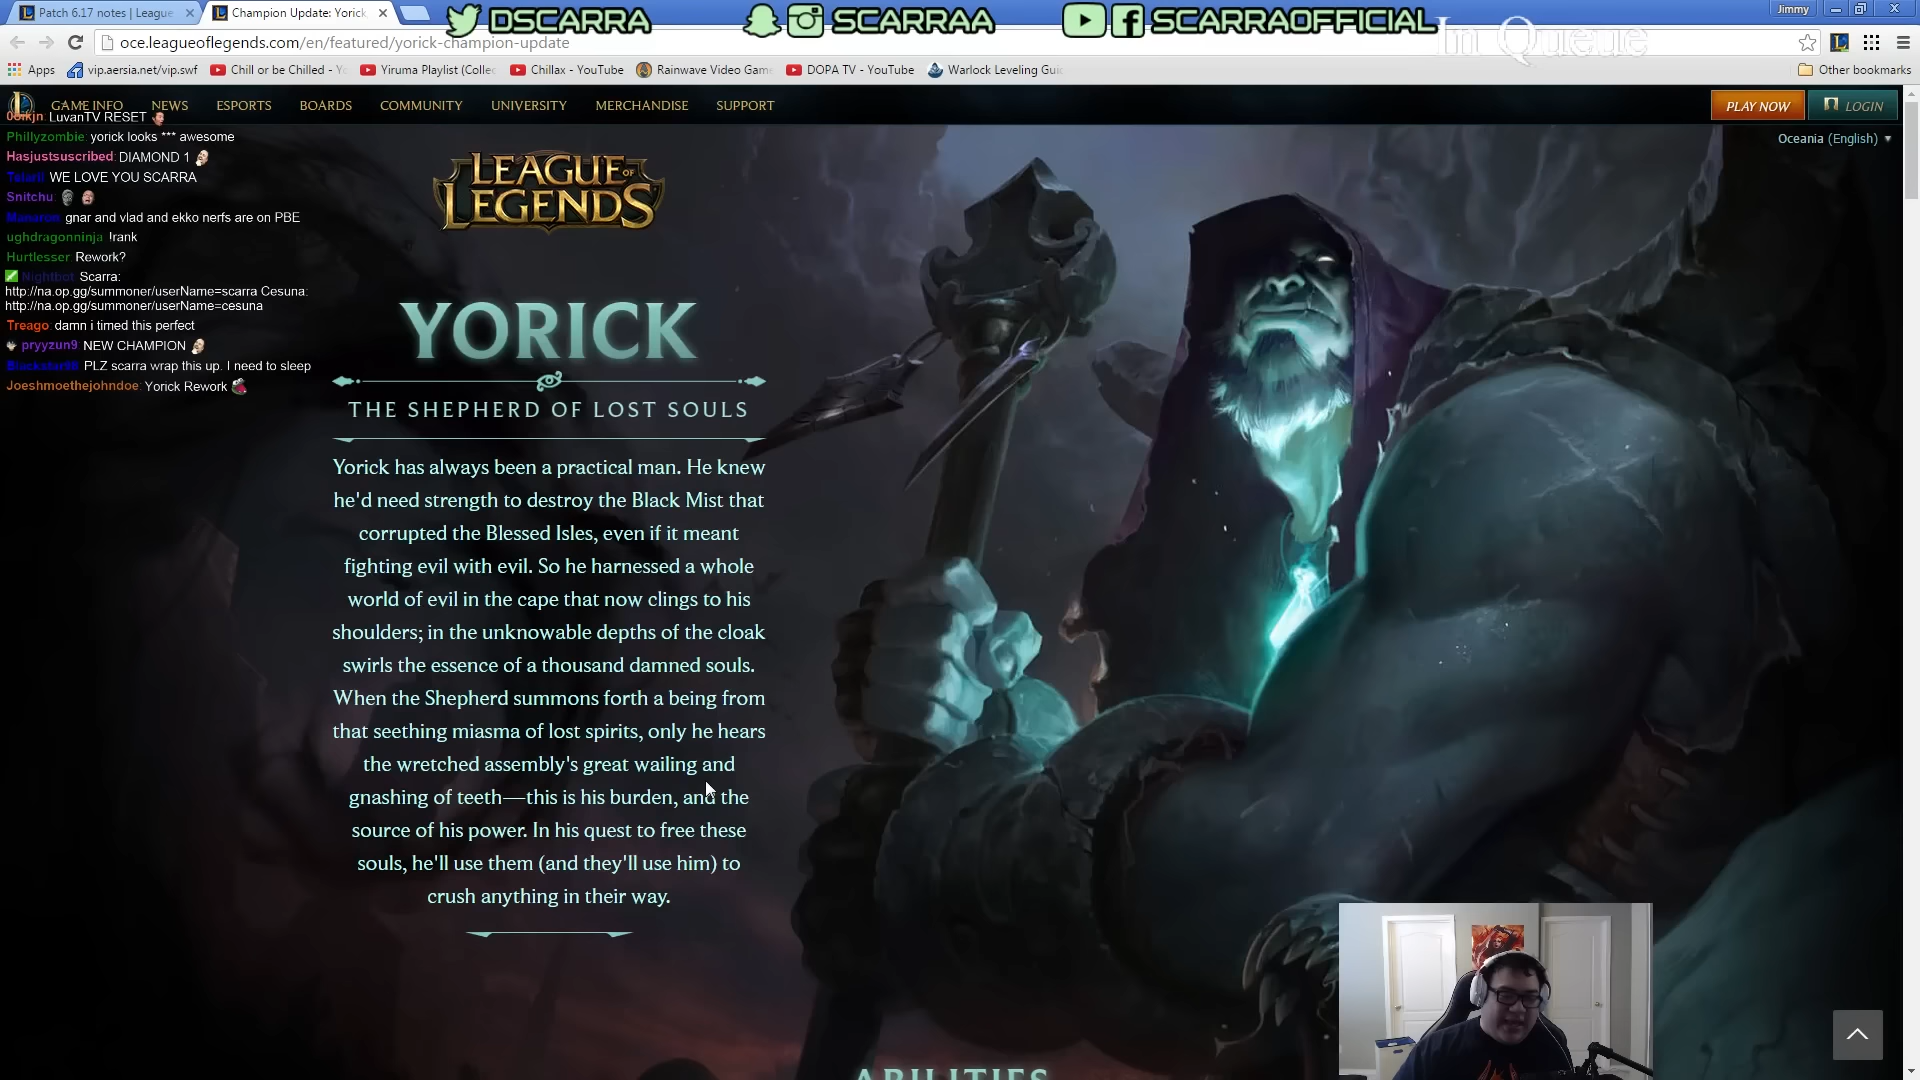 Patch 6.17 notes | League
Champion Update: Yorick,
DSCARRA
SCARRAA
SCARRAOFFICIAL
In Queue
Jimmy
oce.leagueoflegends.com/en/featured/yorick-champion-update
Apps
vip.aersia.net/vip.swf
Chill or be Chilled - Yo
Yiruma Playlist (Collec
Chillax - YouTube
Rainwave Video Game
DOPA TV - YouTube
Warlock Leveling Guid
Other bookmarks
GAME INFO
NEWS
ESPORTS
BOARDS
COMMUNITY
UNIVERSITY
MERCHANDISE
SUPPORT
PLAY NOW
LOGIN
Oceania (English)
LuvanTV RESET
Phillyzombie: yorick looks *** awesome
Hasjustsuscribed: DIAMOND 1
WE LOVE YOU SCARRA
Snitchu:
gnar and vlad and ekko nerfs are on PBE
ughdragonninja: !rank
Hurtlesser: Rework?
Nightbot: Scarra:
http://na.op.gg/summoner/userName=scarra Cesuna:
http://na.op.gg/summoner/userName=cesuna
Treago: damn i timed this perfect
pryyzun9: NEW CHAMPION
PLZ scarra wrap this up. I need to sleep
Joeshmoethejohndoe: Yorick Rework
LEAGUE OF
LEGENDS
YORICK
THE SHEPHERD OF LOST SOULS
Yorick has always been a practical man. He knew
he'd need strength to destroy the Black Mist that
corrupted the Blessed Isles, even if it meant
fighting evil with evil. So he harnessed a whole
world of evil in the cape that now clings to his
shoulders; in the unknowable depths of the cloak
swirls the essence of a thousand damned souls.
When the Shepherd summons forth a being from
that seething miasma of lost spirits, only he hears
the wretched assembly's great wailing and
gnashing of teeth—this is his burden, and the
source of his power. In his quest to free these
souls, he'll use them (and they'll use him) to
crush anything in their way.
ABILITIES